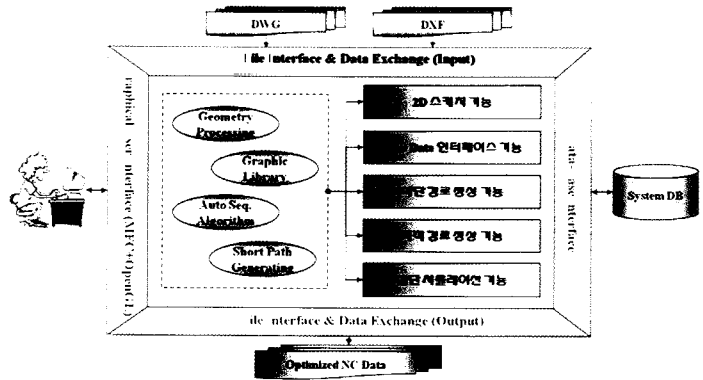 DWG
DXF
Interface & Data Exchange (Input)
Geometry
Processing
Graphic
Library
Auto Seq.
Algorithm
Short Path
Generating
2D 스케치 기능
Data 인터페이스 기능
경로 생성 기능
경로 생성 기능
시뮬레이션 기능
(MFC+OpenGL)
System DB
& Data Exchange (Output)
Optimized NC Data